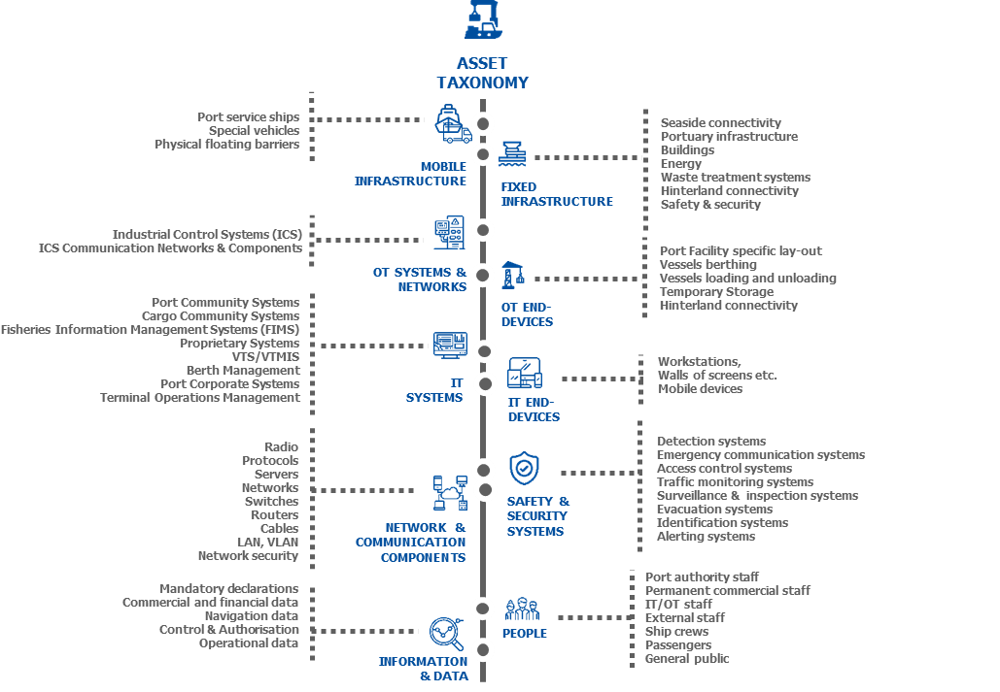 ASSET
TAXONOMY
Port service ships
Special vehicles
Physical floating barriers
MOBILE
INFRASTRUCTURE
Seaside connectivity
Portuary infrastructure
Buildings
Energy
Waste treatment systems
Hinterland connectivity
Safety & security
FIXED
INFRASTRUCTURE
Industrial Control Systems (ICS)
ICS Communication Networks & Components
OT SYSTEMS &
NETWORKS
Port Facility specific lay-out
Vessels berthing
Vessels loading and unloading
Temporary Storage
Hinterland connectivity
OT END-
DEVICES
Port Community Systems
Cargo Community Systems
Fisheries Information Management Systems (FIMS)
Proprietary Systems
VTS/VTMIS
Berth Management
Port Corporate Systems
Terminal Operations Management
IT
SYSTEMS
Workstations,
Walls of screens etc.
Mobile devices
IT END-
DEVICES
Radio
Protocols
Servers
Networks
Switches
Routers
Cables
LAN, VLAN
Network security
NETWORK &
COMMUNICATION
COMPONENTS
Detection systems
Emergency communication systems
Access control systems
Traffic monitoring systems
Surveillance & inspection systems
Evacuation systems
Identification systems
Alerting systems
SAFETY &
SECURITY
SYSTEMS
Mandatory declarations
Commercial and financial data
Navigation data
Control & Authorisation
Operational data
INFORMATION
& DATA
Port authority staff
Permanent commercial staff
IT/OT staff
External staff
Ship crews
Passengers
General public
PEOPLE